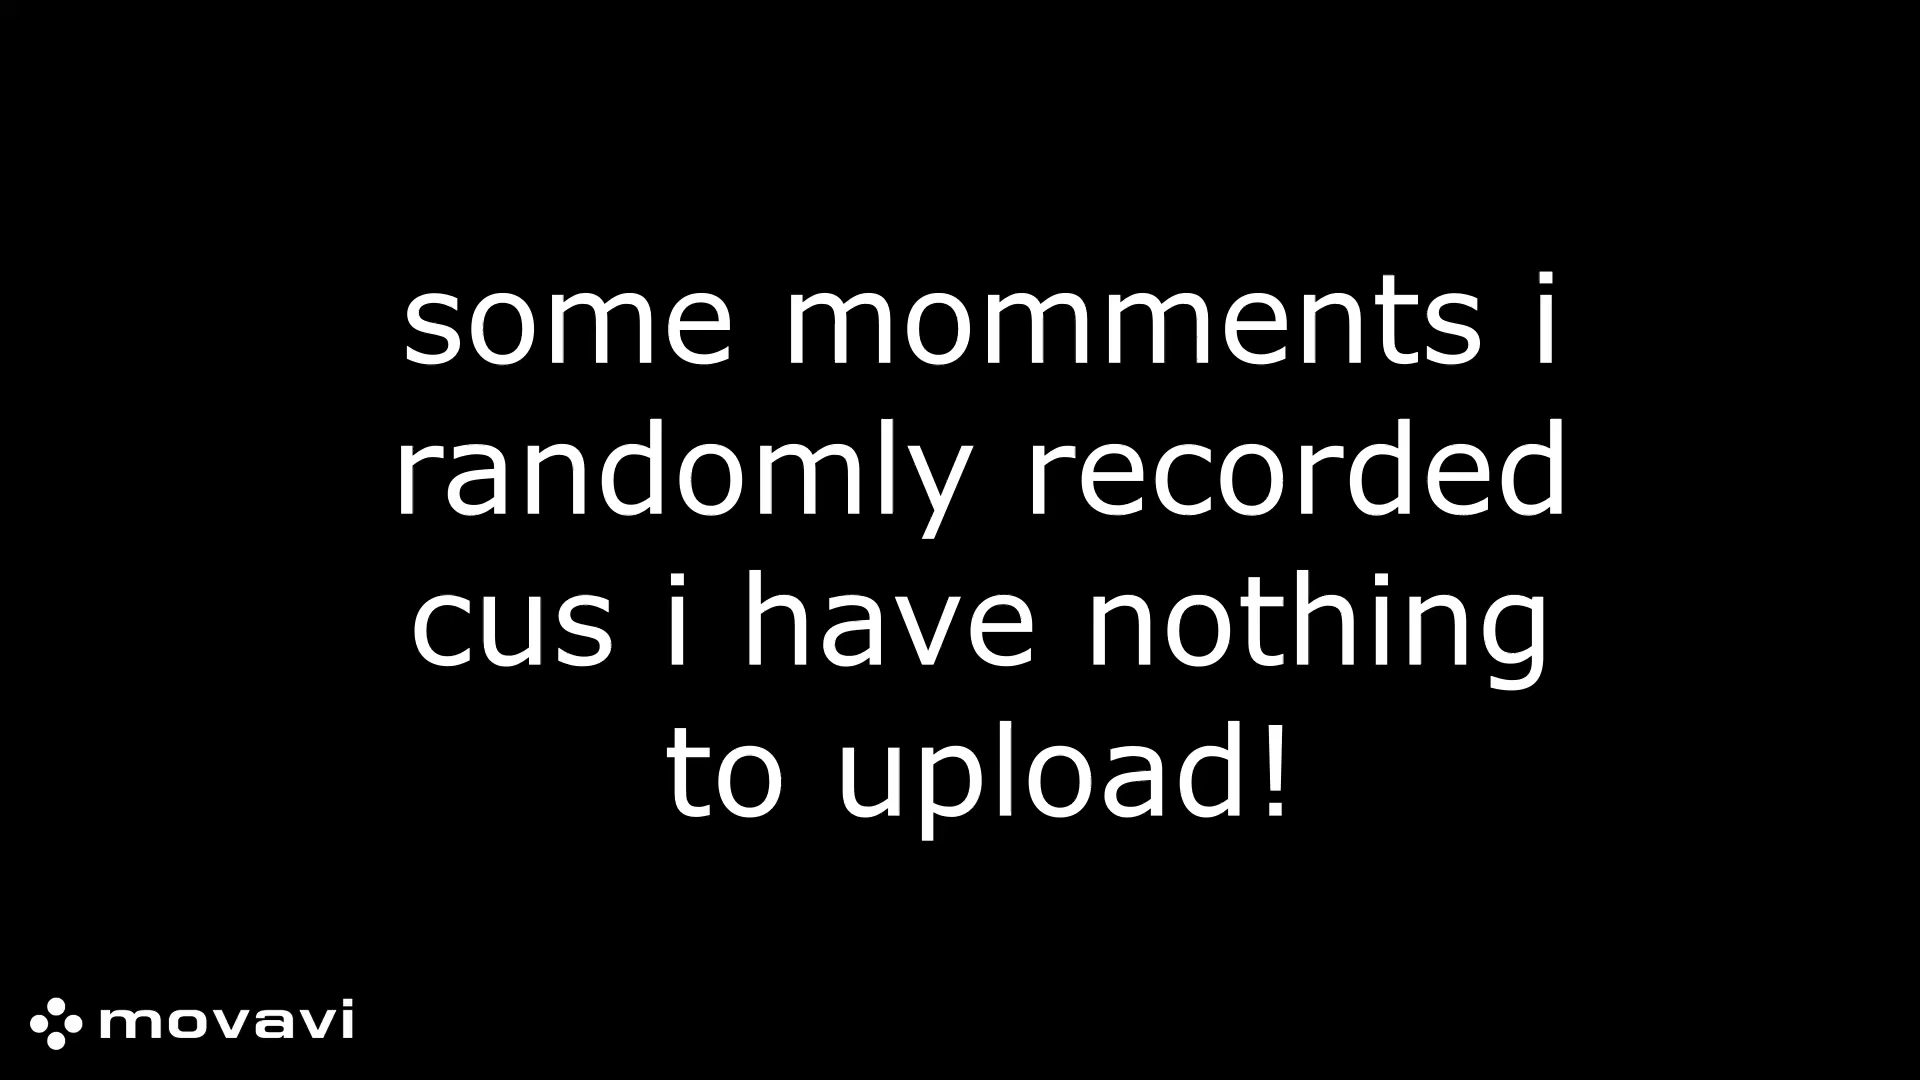 some momments i
randomly recorded
cus i have nothing
to upload!
movavi